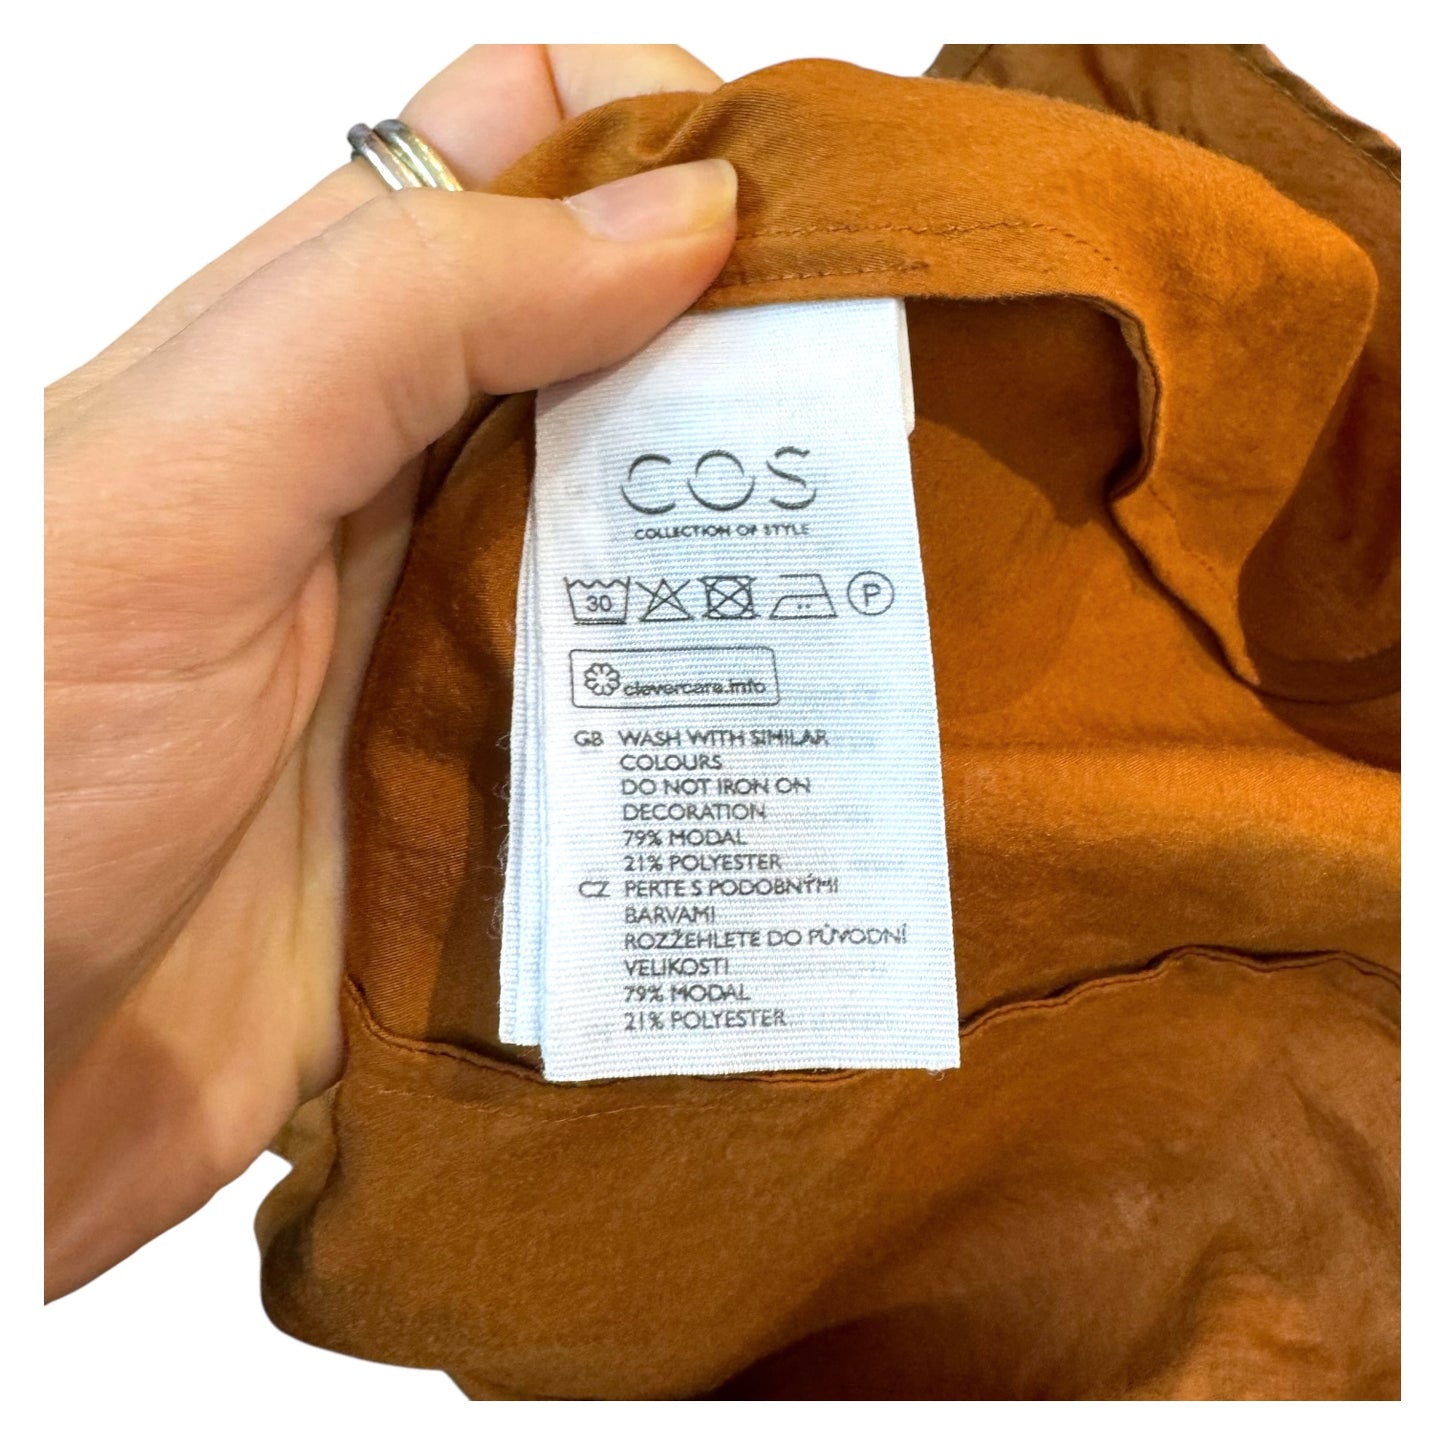 COS
COLLECTION OF STYLE
30 P
clevercare.info
GB WASH WITH SIMILAR
COLOURS
DO NOT IRON ON
DECORATION
79% MODAL
21% POLYESTER
CZ PERTE S PODOBNÝMI
BARVAMI
ROZŽEHLETE DO PŮVODNÍ
VELIKOSTI
79% MODAL
21% POLYESTER